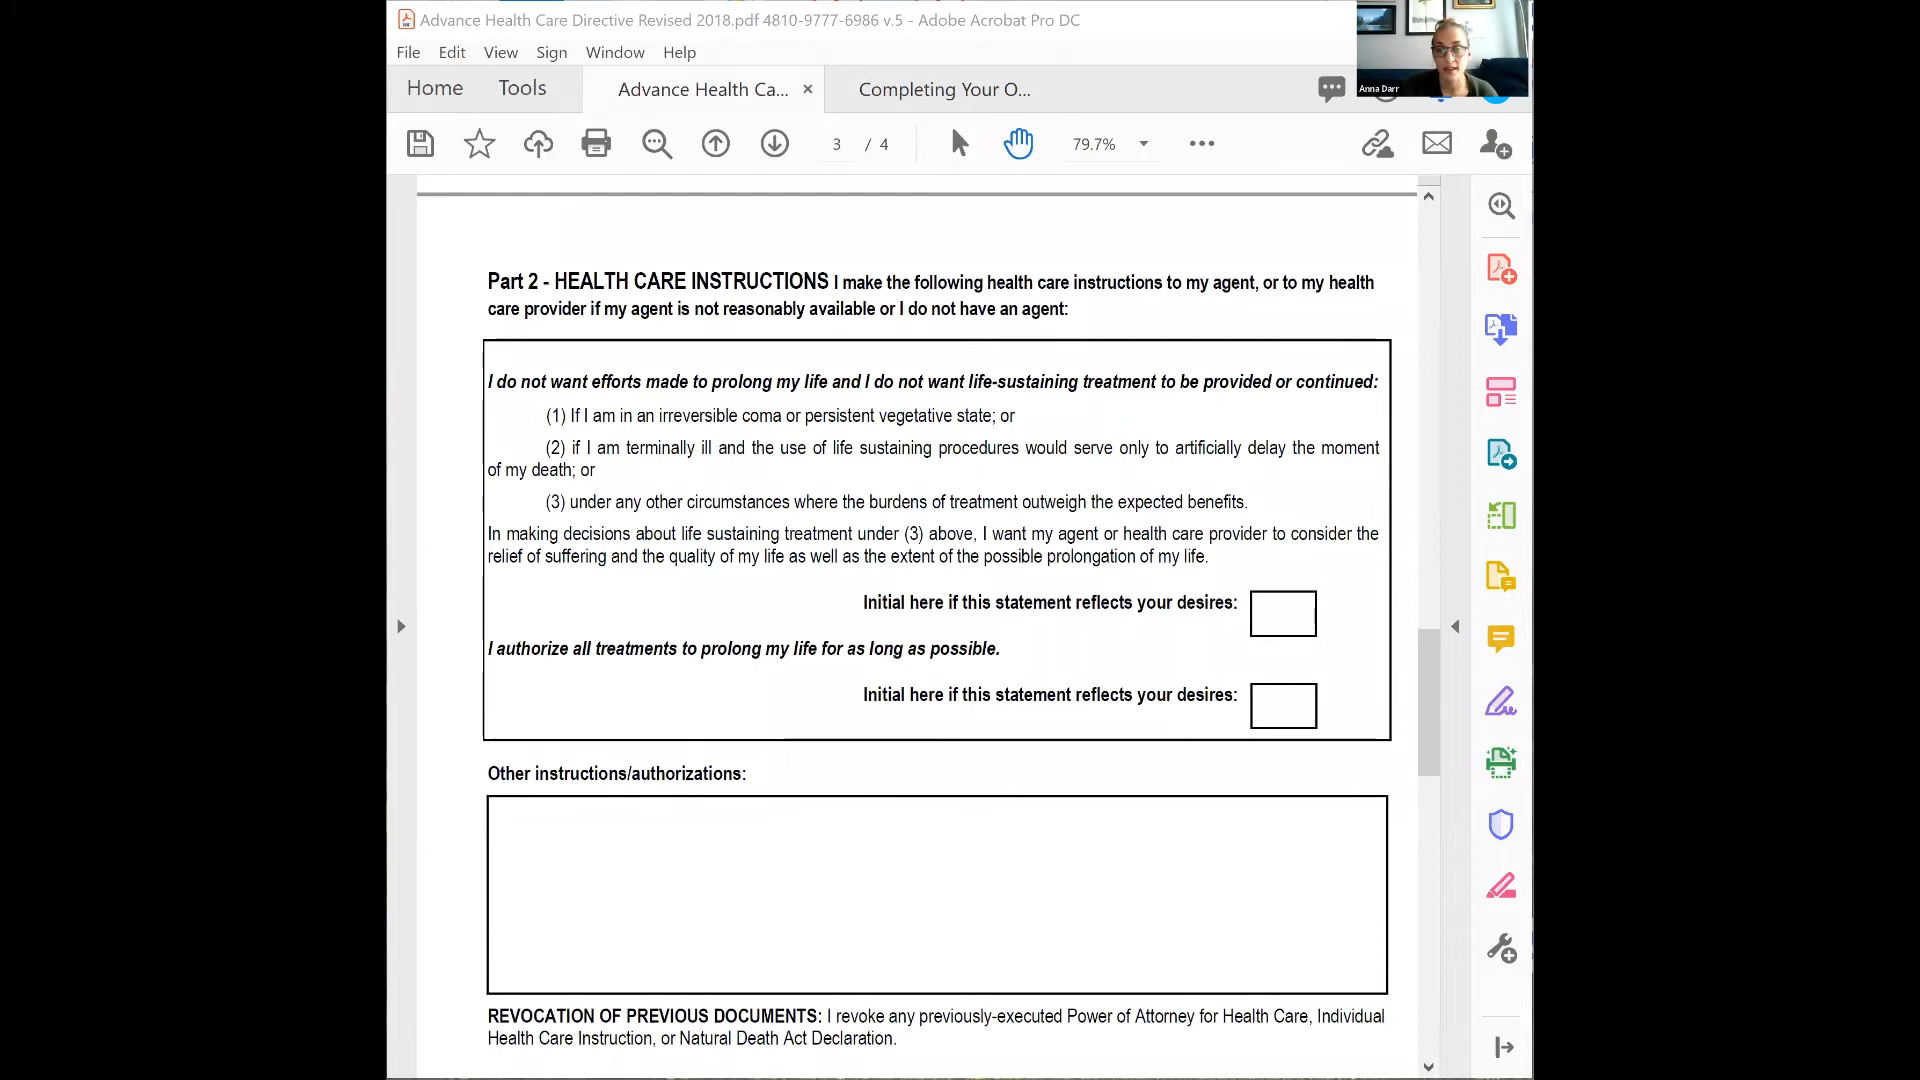 Advance Health Care Directive Revised 2018.pdf 4810-9777-6986 v.5 - Adobe Acrobat Pro DC
File Edit View Sign Window Help
Anna Darr
Home Tools Advance Health Ca... × Completing Your O...
3 / 4 79.7%
Part 2 - HEALTH CARE INSTRUCTIONS I make the following health care instructions to my agent, or to my health
care provider if my agent is not reasonably available or I do not have an agent:
I do not want efforts made to prolong my life and I do not want life-sustaining treatment to be provided or continued:
(1) If I am in an irreversible coma or persistent vegetative state; or
(2) if I am terminally ill and the use of life sustaining procedures would serve only to artificially delay the moment
of my death; or
(3) under any other circumstances where the burdens of treatment outweigh the expected benefits.
In making decisions about life sustaining treatment under (3) above, I want my agent or health care provider to consider the
relief of suffering and the quality of my life as well as the extent of the possible prolongation of my life.
Initial here if this statement reflects your desires:
I authorize all treatments to prolong my life for as long as possible.
Initial here if this statement reflects your desires:
Other instructions/authorizations:
REVOCATION OF PREVIOUS DOCUMENTS: I revoke any previously-executed Power of Attorney for Health Care, Individual
Health Care Instruction, or Natural Death Act Declaration.